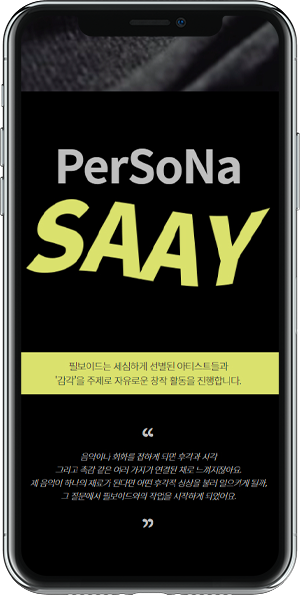 PerSoNa
SAAY
필보이드는 세심하게 선별된 아티스트들과
'감각'을 주제로 자유로운 창작 활동을 진행합니다.
“
음악이나 회화를 접하게 되면 후각과 시각
그리고 촉감 같은 여러 가지가 연결된 채로 느껴지잖아요.
제 음악이 하나의 재료가 된다면 어떤 후각적 심상을 불러 일으키게 될까,
그 질문에서 필보이드와의 작업을 시작하게 되었어요.
”